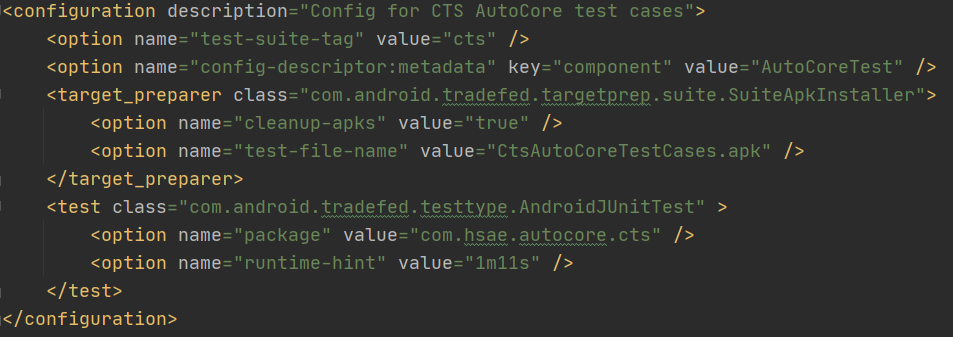 <configuration description="Config for CTS AutoCore test cases">
    <option name="test-suite-tag" value="cts" />
    <option name="config-descriptor:metadata" key="component" value="AutoCoreTest" />
    <target_preparer class="com.android.tradefed.targetprep.suite.SuiteApkInstaller">
        <option name="cleanup-apks" value="true" />
        <option name="test-file-name" value="CtsAutoCoreTestCases.apk" />
    </target_preparer>
    <test class="com.android.tradefed.testtype.AndroidJUnitTest" >
        <option name="package" value="com.hsae.autocore.cts" />
        <option name="runtime-hint" value="1m11s" />
    </test>
</configuration>